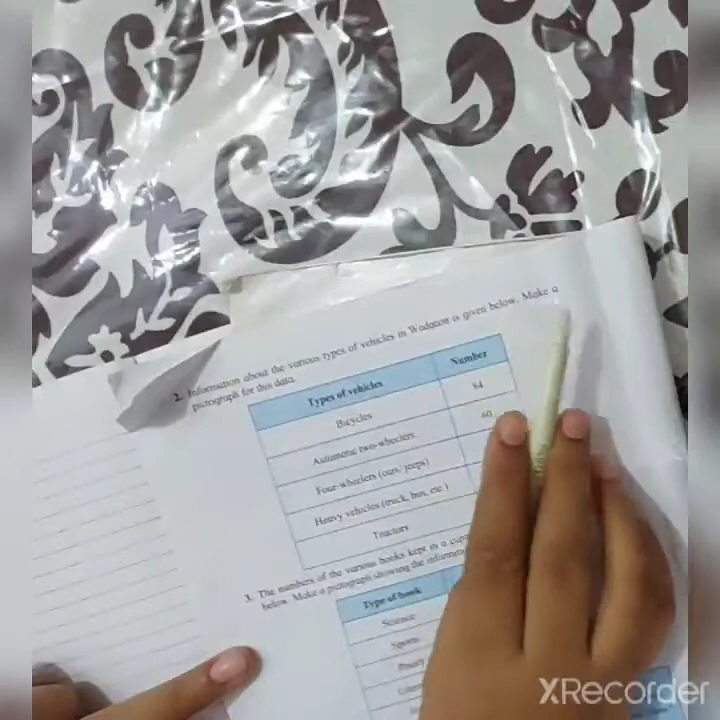 2. Information about the various types of vehicles in Wadgaon is given below. Make a
pictograph for this data.
Types of vehicles Number
Bicycles 84
Automatic two-wheelers 60
Four-wheelers (cars/ jeeps)
Heavy vehicles (truck, bus, etc.)
Tractors
3. The numbers of the various books kept in a
below. Make a pictograph showing the
Type of book
Science
Sports
Poetry
XRecorder